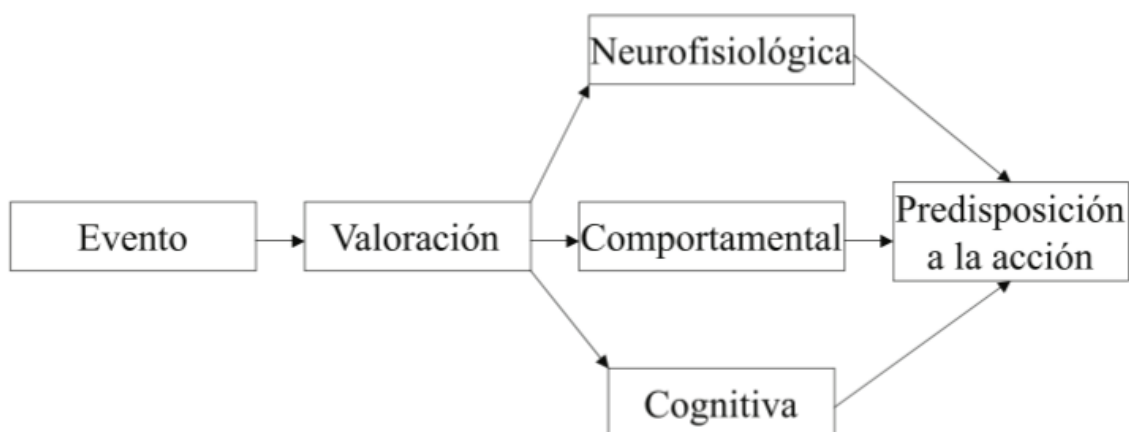 Neurofisiológica
Evento
Valoración
Comportamental
Predisposición
a la acción
Cognitiva